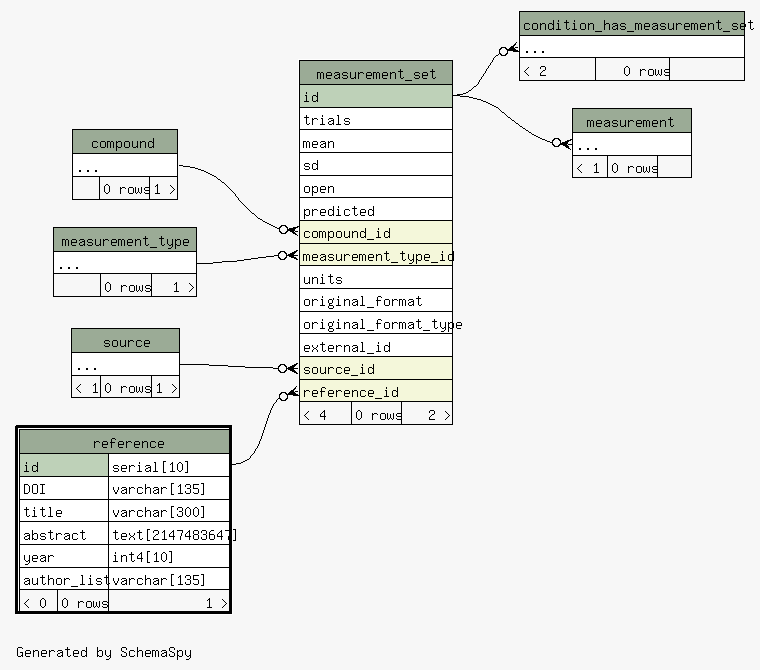 condition_has_measurement_set
...
< 2 0 rows
measurement_set
id
trials
mean
sd
open
predicted
compound_id
measurement_type_id
units
original_format
original_format_type
external_id
source_id
reference_id
< 4 0 rows 2 >
measurement
...
< 1 0 rows
compound
...
0 rows 1 >
measurement_type
...
0 rows 1 >
source
...
< 1 0 rows 1 >
reference
id serial[10]
DOI varchar[135]
title varchar[300]
abstract text[2147483647]
year int4[10]
author_list varchar[135]
< 0 0 rows 1 >
Generated by SchemaSpy